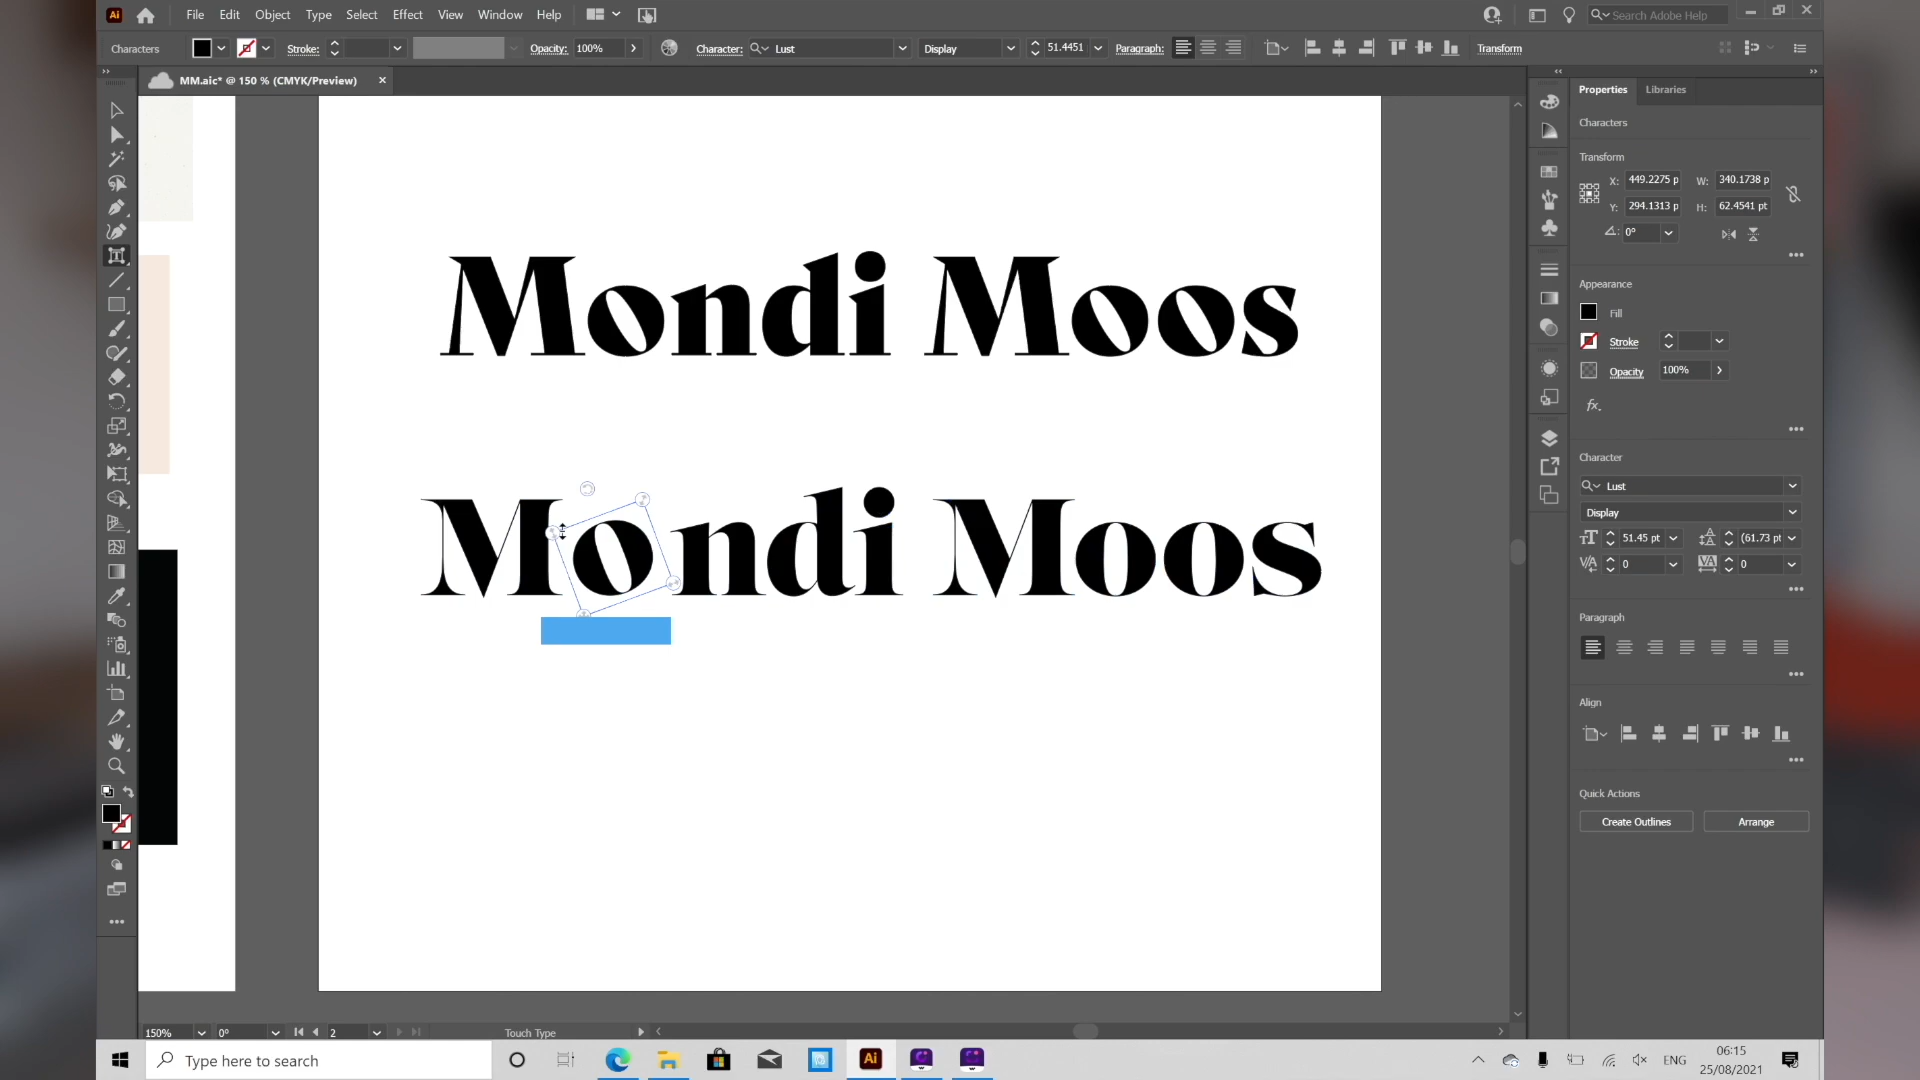 Ai File Edit Object Type Select Effect View Window Help Search Adobe Help
Characters Stroke: Opacity: 100% Character: Lust Display 51.4451 Paragraph: Transform
MM.aic* @ 150 % (CMYK/Preview)
Properties Libraries
Characters
Transform
X: 449.2275 p W: 340.1738 p
Y: 294.1313 p H: 62.4541 pt
0°
Appearance
Fill
Stroke
Opacity 100%
fx.
Character
Lust
Display
51.45 pt (61.73 pt
0 0
Paragraph
Align
Quick Actions
Create Outlines Arrange
Mondi Moos
Mondi Moos
150% 0° 2 Touch Type
Type here to search
Ai
ENG 06:15
25/08/2021